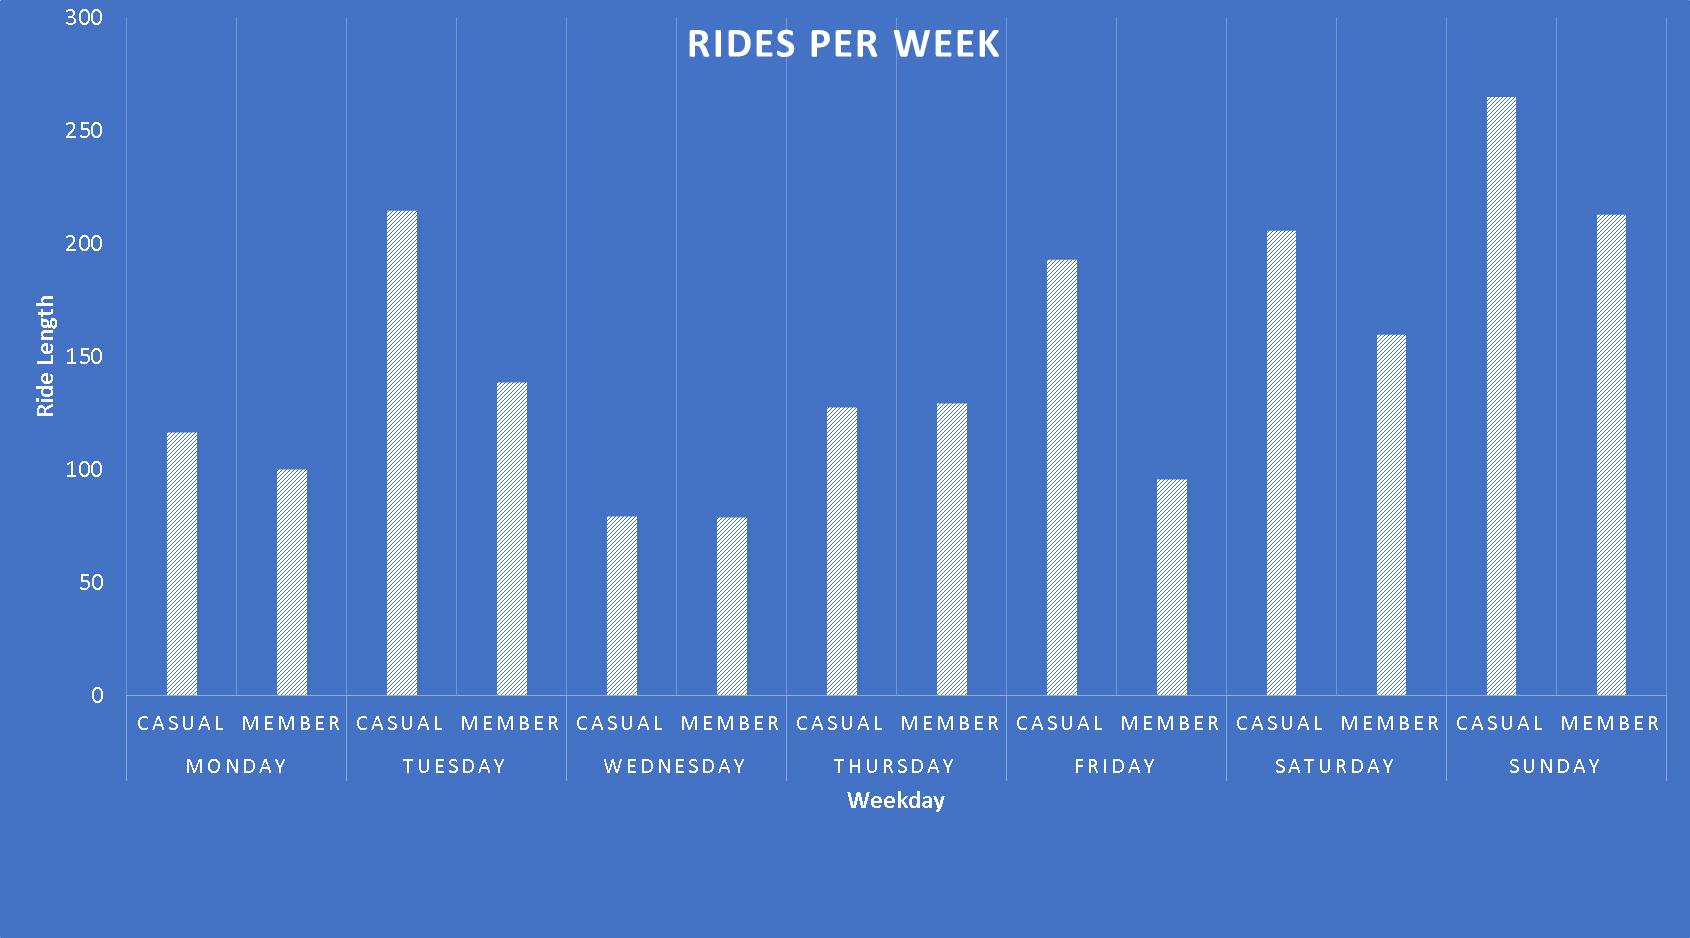 RIDES PER WEEK
300
250
200
150
100
50
0
Ride Length
CASUAL MEMBER CASUAL MEMBER CASUAL MEMBER CASUAL MEMBER CASUAL MEMBER CASUAL MEMBER CASUAL MEMBER
MONDAY TUESDAY WEDNESDAY THURSDAY FRIDAY SATURDAY SUNDAY
Weekday